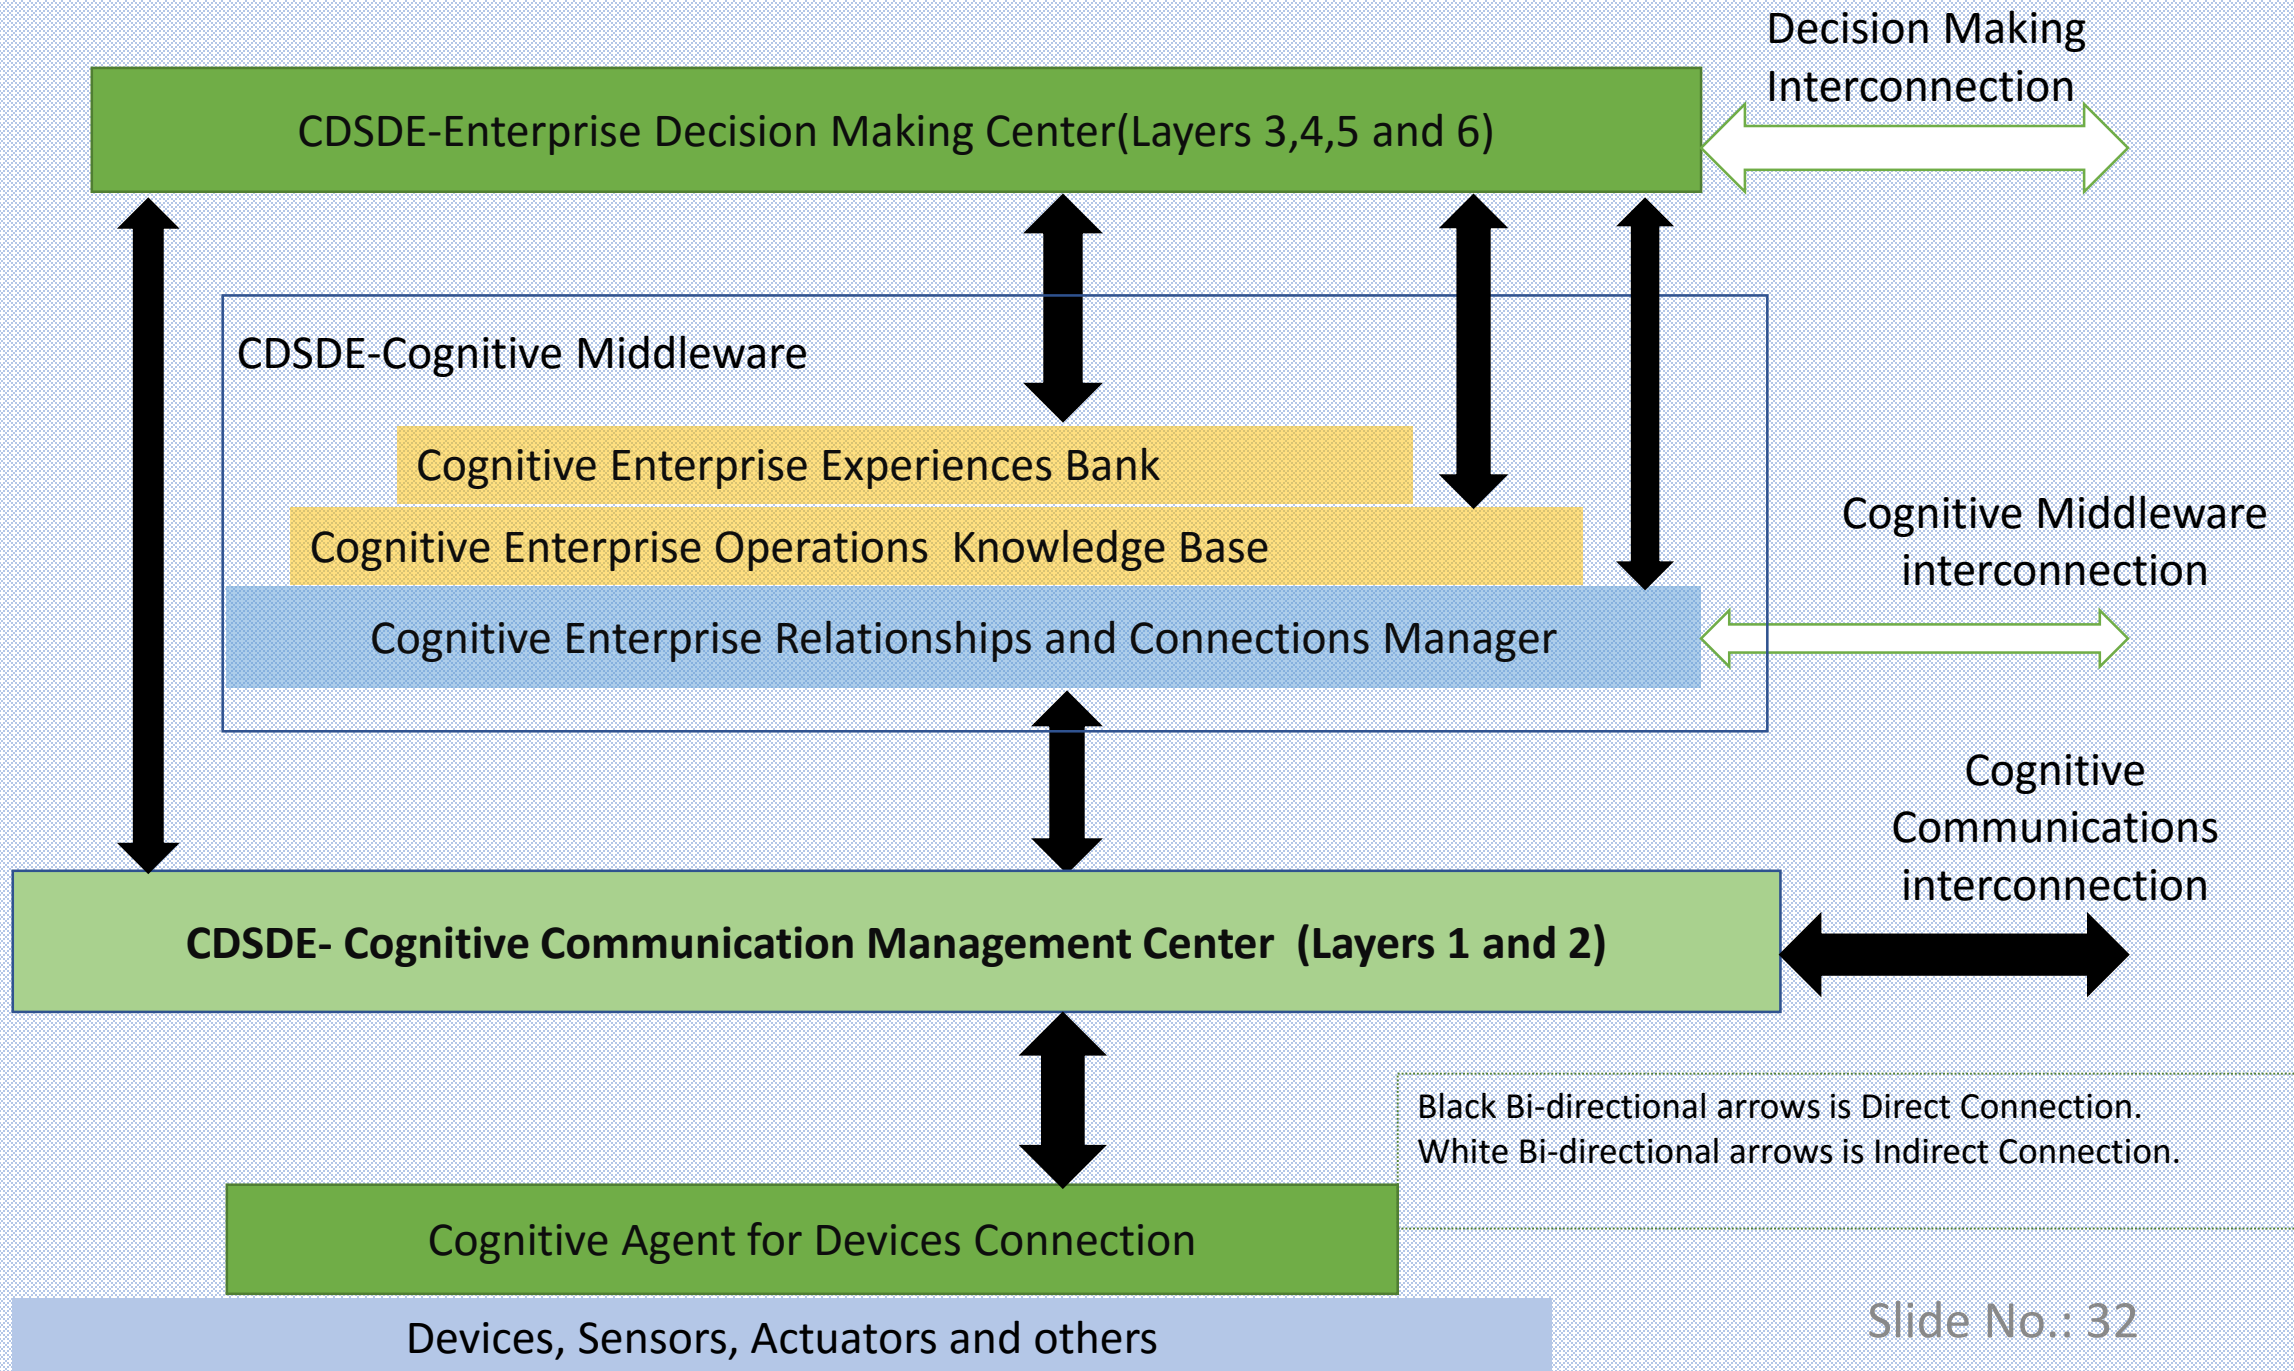 Decision Making
Interconnection
CDSDE-Enterprise Decision Making Center(Layers 3,4,5 and 6)
CDSDE-Cognitive Middleware
Cognitive Enterprise Experiences Bank
Cognitive Enterprise Operations  Knowledge Base
Cognitive Enterprise Relationships and Connections Manager
Cognitive Middleware
interconnection
Cognitive
Communications
interconnection
CDSDE- Cognitive Communication Management Center  (Layers 1 and 2)
Black Bi-directional arrows is Direct Connection.
White Bi-directional arrows is Indirect Connection.
Cognitive Agent for Devices Connection
Devices, Sensors, Actuators and others
Slide No.: 32